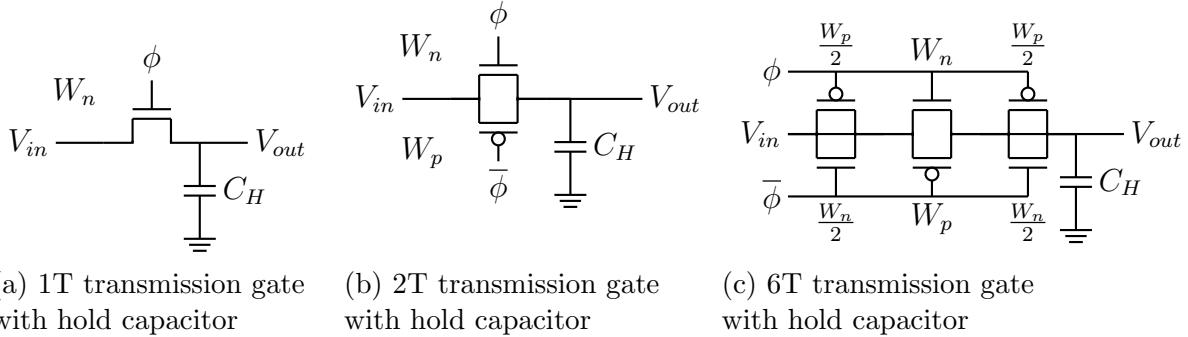 ϕ
W_n
V_in
V_out
C_H
(a) 1T transmission gate
with hold capacitor
ϕ
W_n
V_in
V_out
W_p
C_H
ϕ̅
(b) 2T transmission gate
with hold capacitor
W_p/2 W_n W_p/2
ϕ
V_in
V_out
C_H
ϕ̅
W_n/2 W_p W_n/2
(c) 6T transmission gate
with hold capacitor